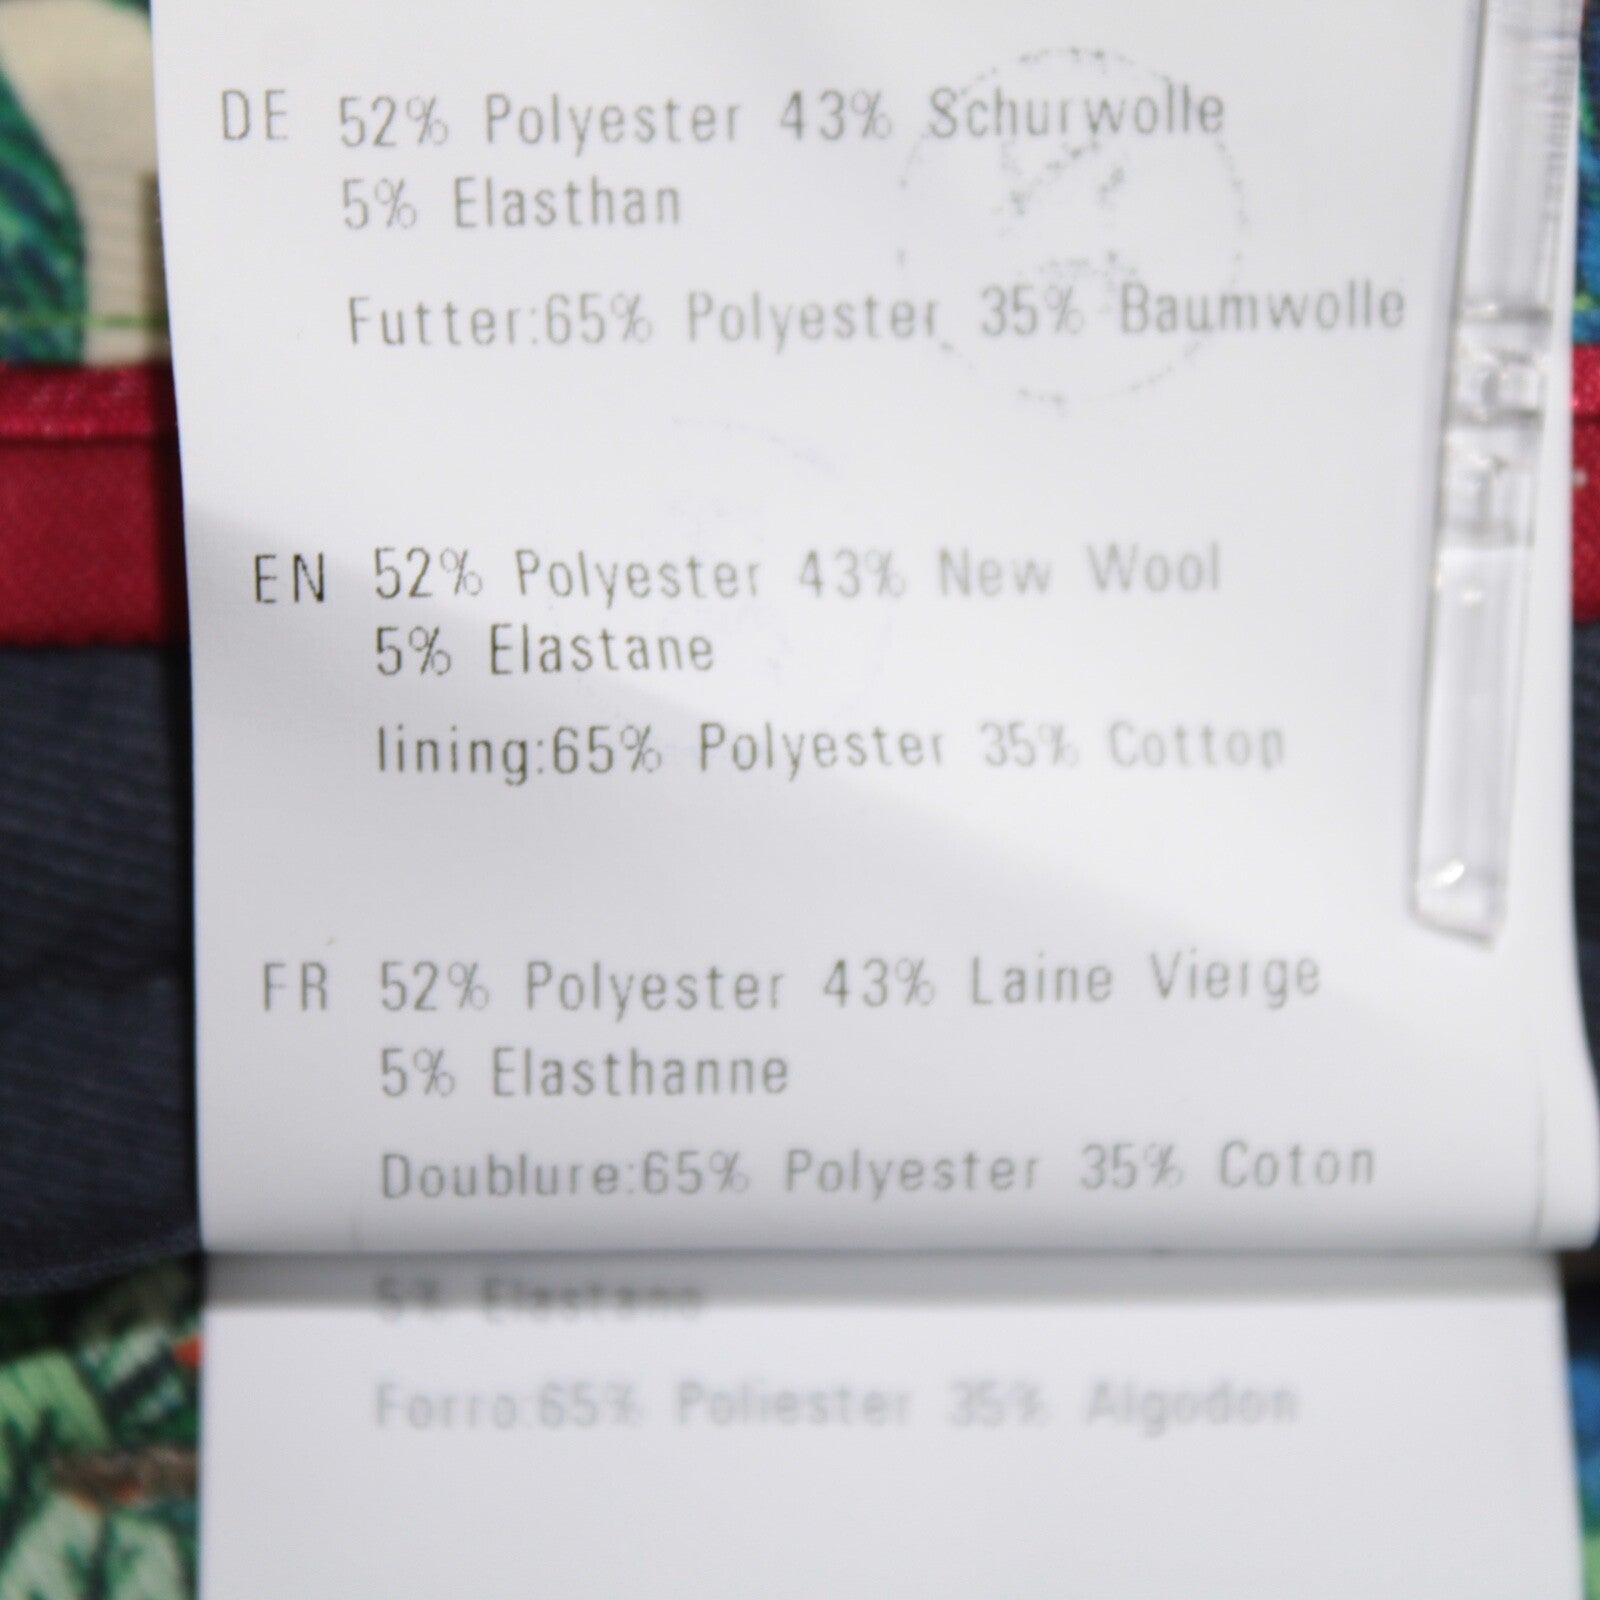 DE 52% Polyester 43% Schurwolle
5% Elasthan
Futter:65% Polyester 35% Baumwolle
EN 52% Polyester 43% New Wool
5% Elastane
lining:65% Polyester 35% Cotton
FR 52% Polyester 43% Laine Vierge
5% Elasthanne
Doublure:65% Polyester 35% Coton
5% Elastano
Forro:65% Poliester 35% Algodon